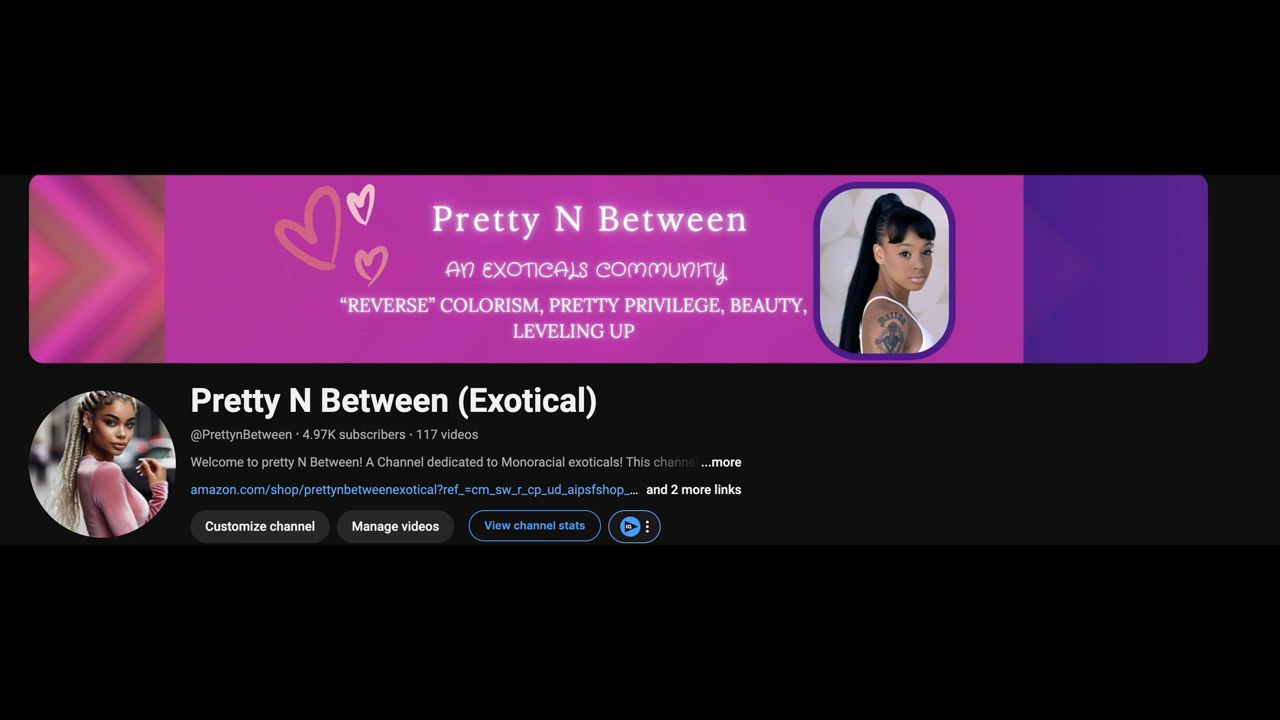 Pretty N Between
AN EXOTICALS COMMUNITY
“REVERSE” COLORISM, PRETTY PRIVILEGE, BEAUTY,
LEVELING UP
Pretty N Between (Exotical)
@PrettynBetween · 4.97K subscribers · 117 videos
Welcome to pretty N Between! A Channel dedicated to Monoracial exoticals! This channel ...more
amazon.com/shop/prettynbetweenexotical?ref_=cm_sw_r_cp_ud_aipsfshop_... and 2 more links
Customize channel Manage videos View channel stats